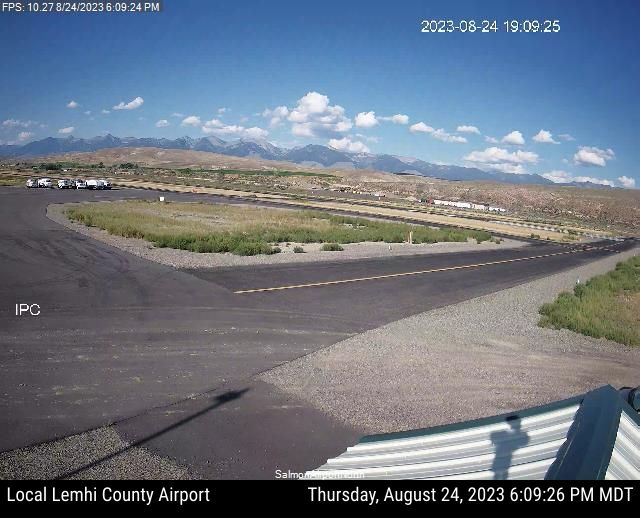 FPS: 10.27 8/24/2023 6:09:24 PM
2023-08-24 19:09:25
IPC
Local Lemhi County Airport
Thursday, August 24, 2023 6:09:26 PM MDT